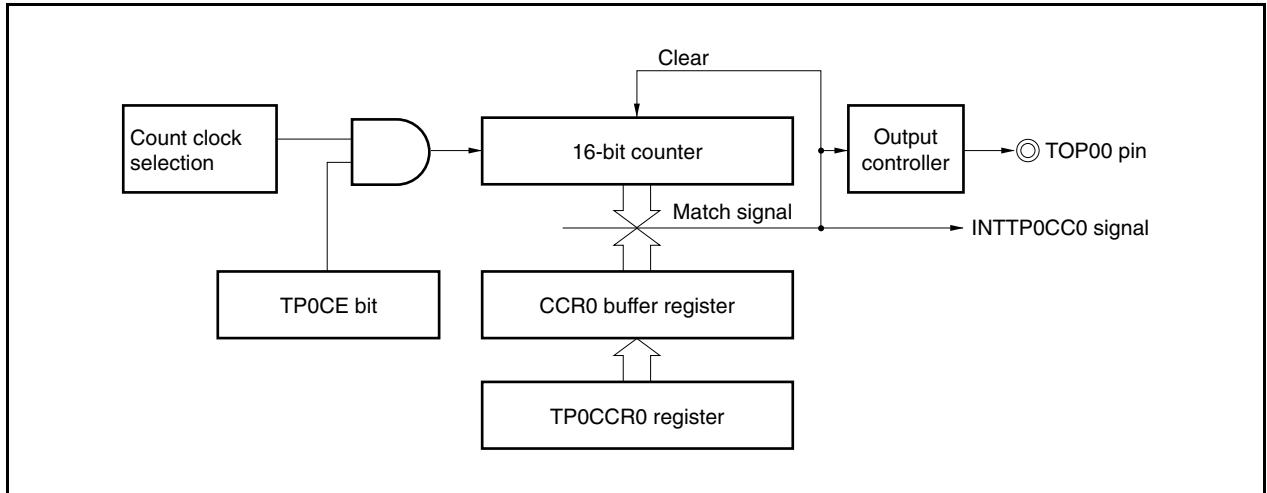 Clear
Count clock
selection
16-bit counter
Output
controller
TOP00 pin
Match signal
INTTP0CC0 signal
TP0CE bit
CCR0 buffer register
TP0CCR0 register